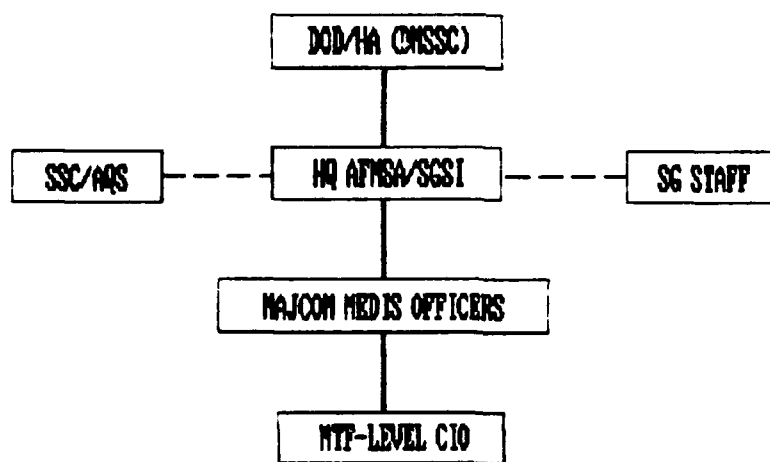 DOD/HA (DMSSC)
SSC/AQS
HQ AFMSA/SGSI
SG STAFF
MAJCOM MEDIS OFFICERS
MTF-LEVEL CIO